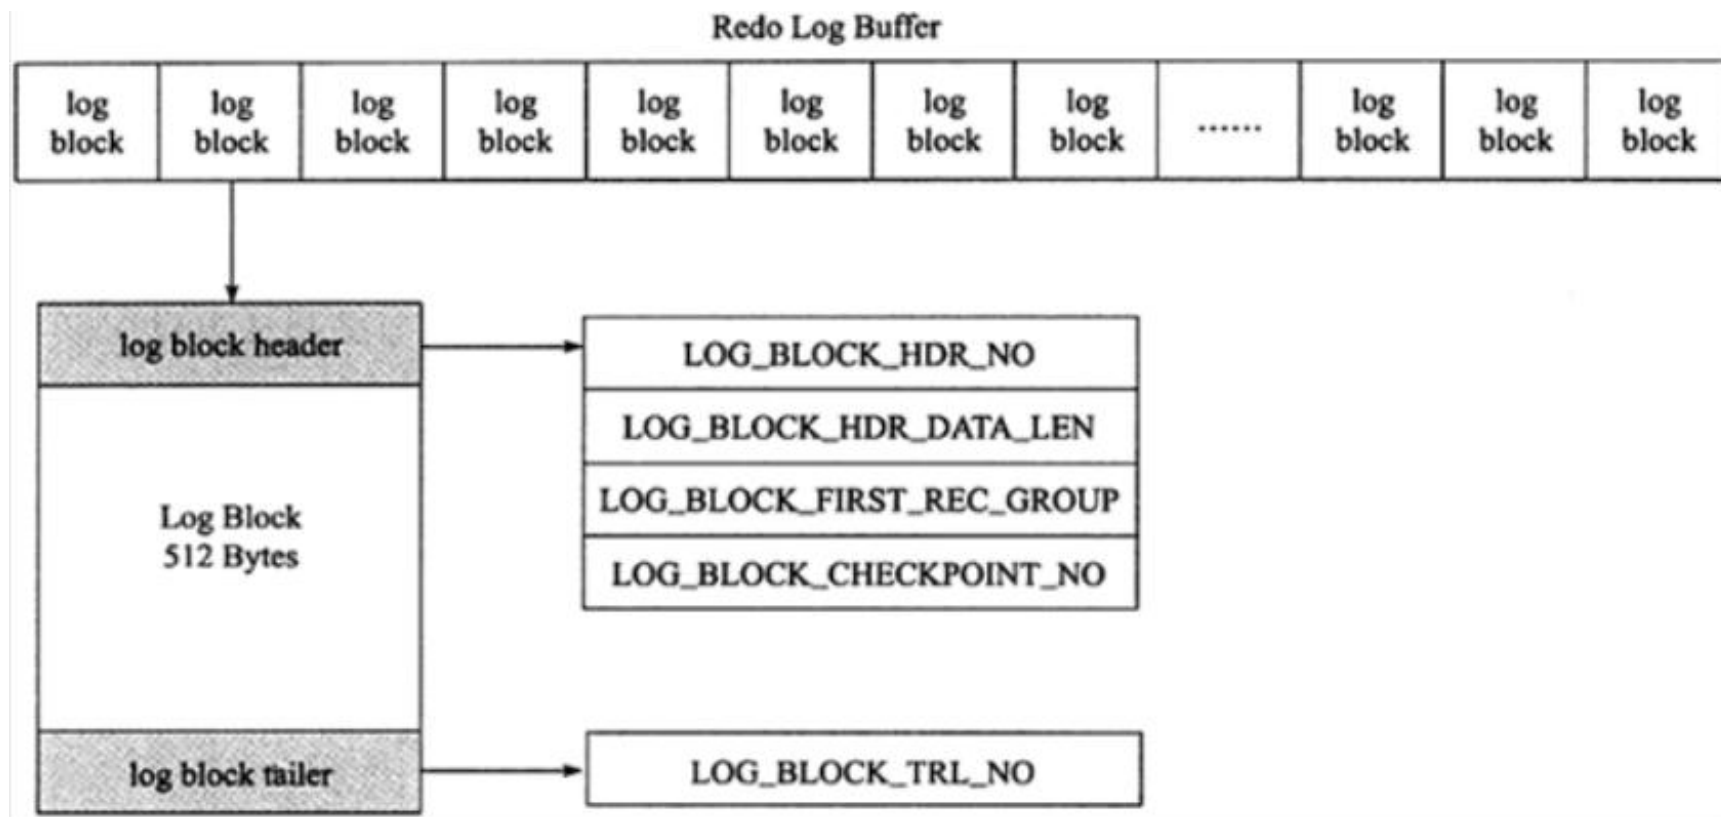 Redo Log Buffer
log log log log log log log log ...... log log log
block block block block block block block block block block block
log block header
LOG_BLOCK_HDR_NO
LOG_BLOCK_HDR_DATA_LEN
LOG_BLOCK_FIRST_REC_GROUP
LOG_BLOCK_CHECKPOINT_NO
Log Block
512 Bytes
log block tailer
LOG_BLOCK_TRL_NO